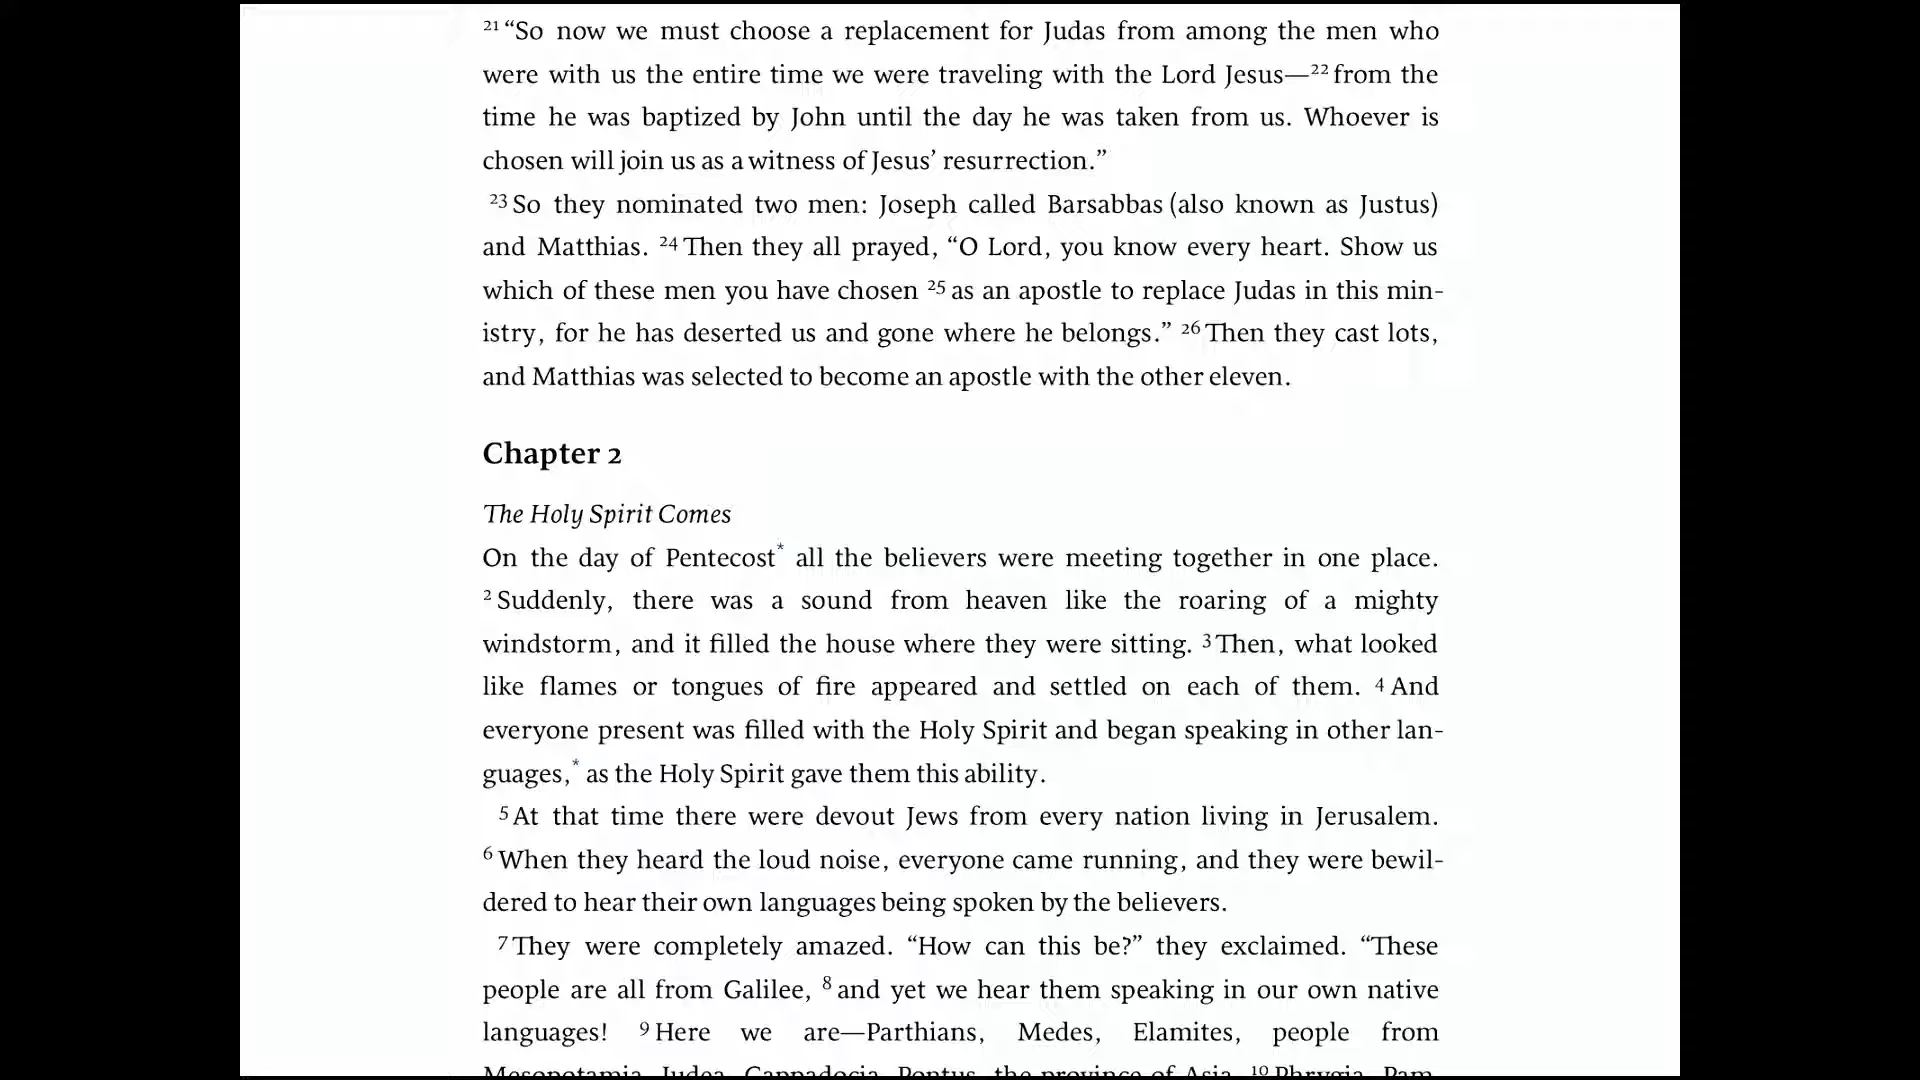 21 “So now we must choose a replacement for Judas from among the men who
were with us the entire time we were traveling with the Lord Jesus—22 from the
time he was baptized by John until the day he was taken from us. Whoever is
chosen will join us as a witness of Jesus’ resurrection.”
23 So they nominated two men: Joseph called Barsabbas (also known as Justus)
and Matthias. 24 Then they all prayed, “O Lord, you know every heart. Show us
which of these men you have chosen 25 as an apostle to replace Judas in this min-
istry, for he has deserted us and gone where he belongs.” 26 Then they cast lots,
and Matthias was selected to become an apostle with the other eleven.
Chapter 2
The Holy Spirit Comes
On the day of Pentecost* all the believers were meeting together in one place.
2 Suddenly, there was a sound from heaven like the roaring of a mighty
windstorm, and it filled the house where they were sitting. 3 Then, what looked
like flames or tongues of fire appeared and settled on each of them. 4 And
everyone present was filled with the Holy Spirit and began speaking in other lan-
guages,* as the Holy Spirit gave them this ability.
5 At that time there were devout Jews from every nation living in Jerusalem.
6 When they heard the loud noise, everyone came running, and they were bewil-
dered to hear their own languages being spoken by the believers.
7 They were completely amazed. “How can this be?” they exclaimed. “These
people are all from Galilee, 8 and yet we hear them speaking in our own native
languages! 9 Here we are—Parthians, Medes, Elamites, people from
Mesopotamia, Judea, Cappadocia, Pontus, the province of Asia, 10 Phrygia, Pam-